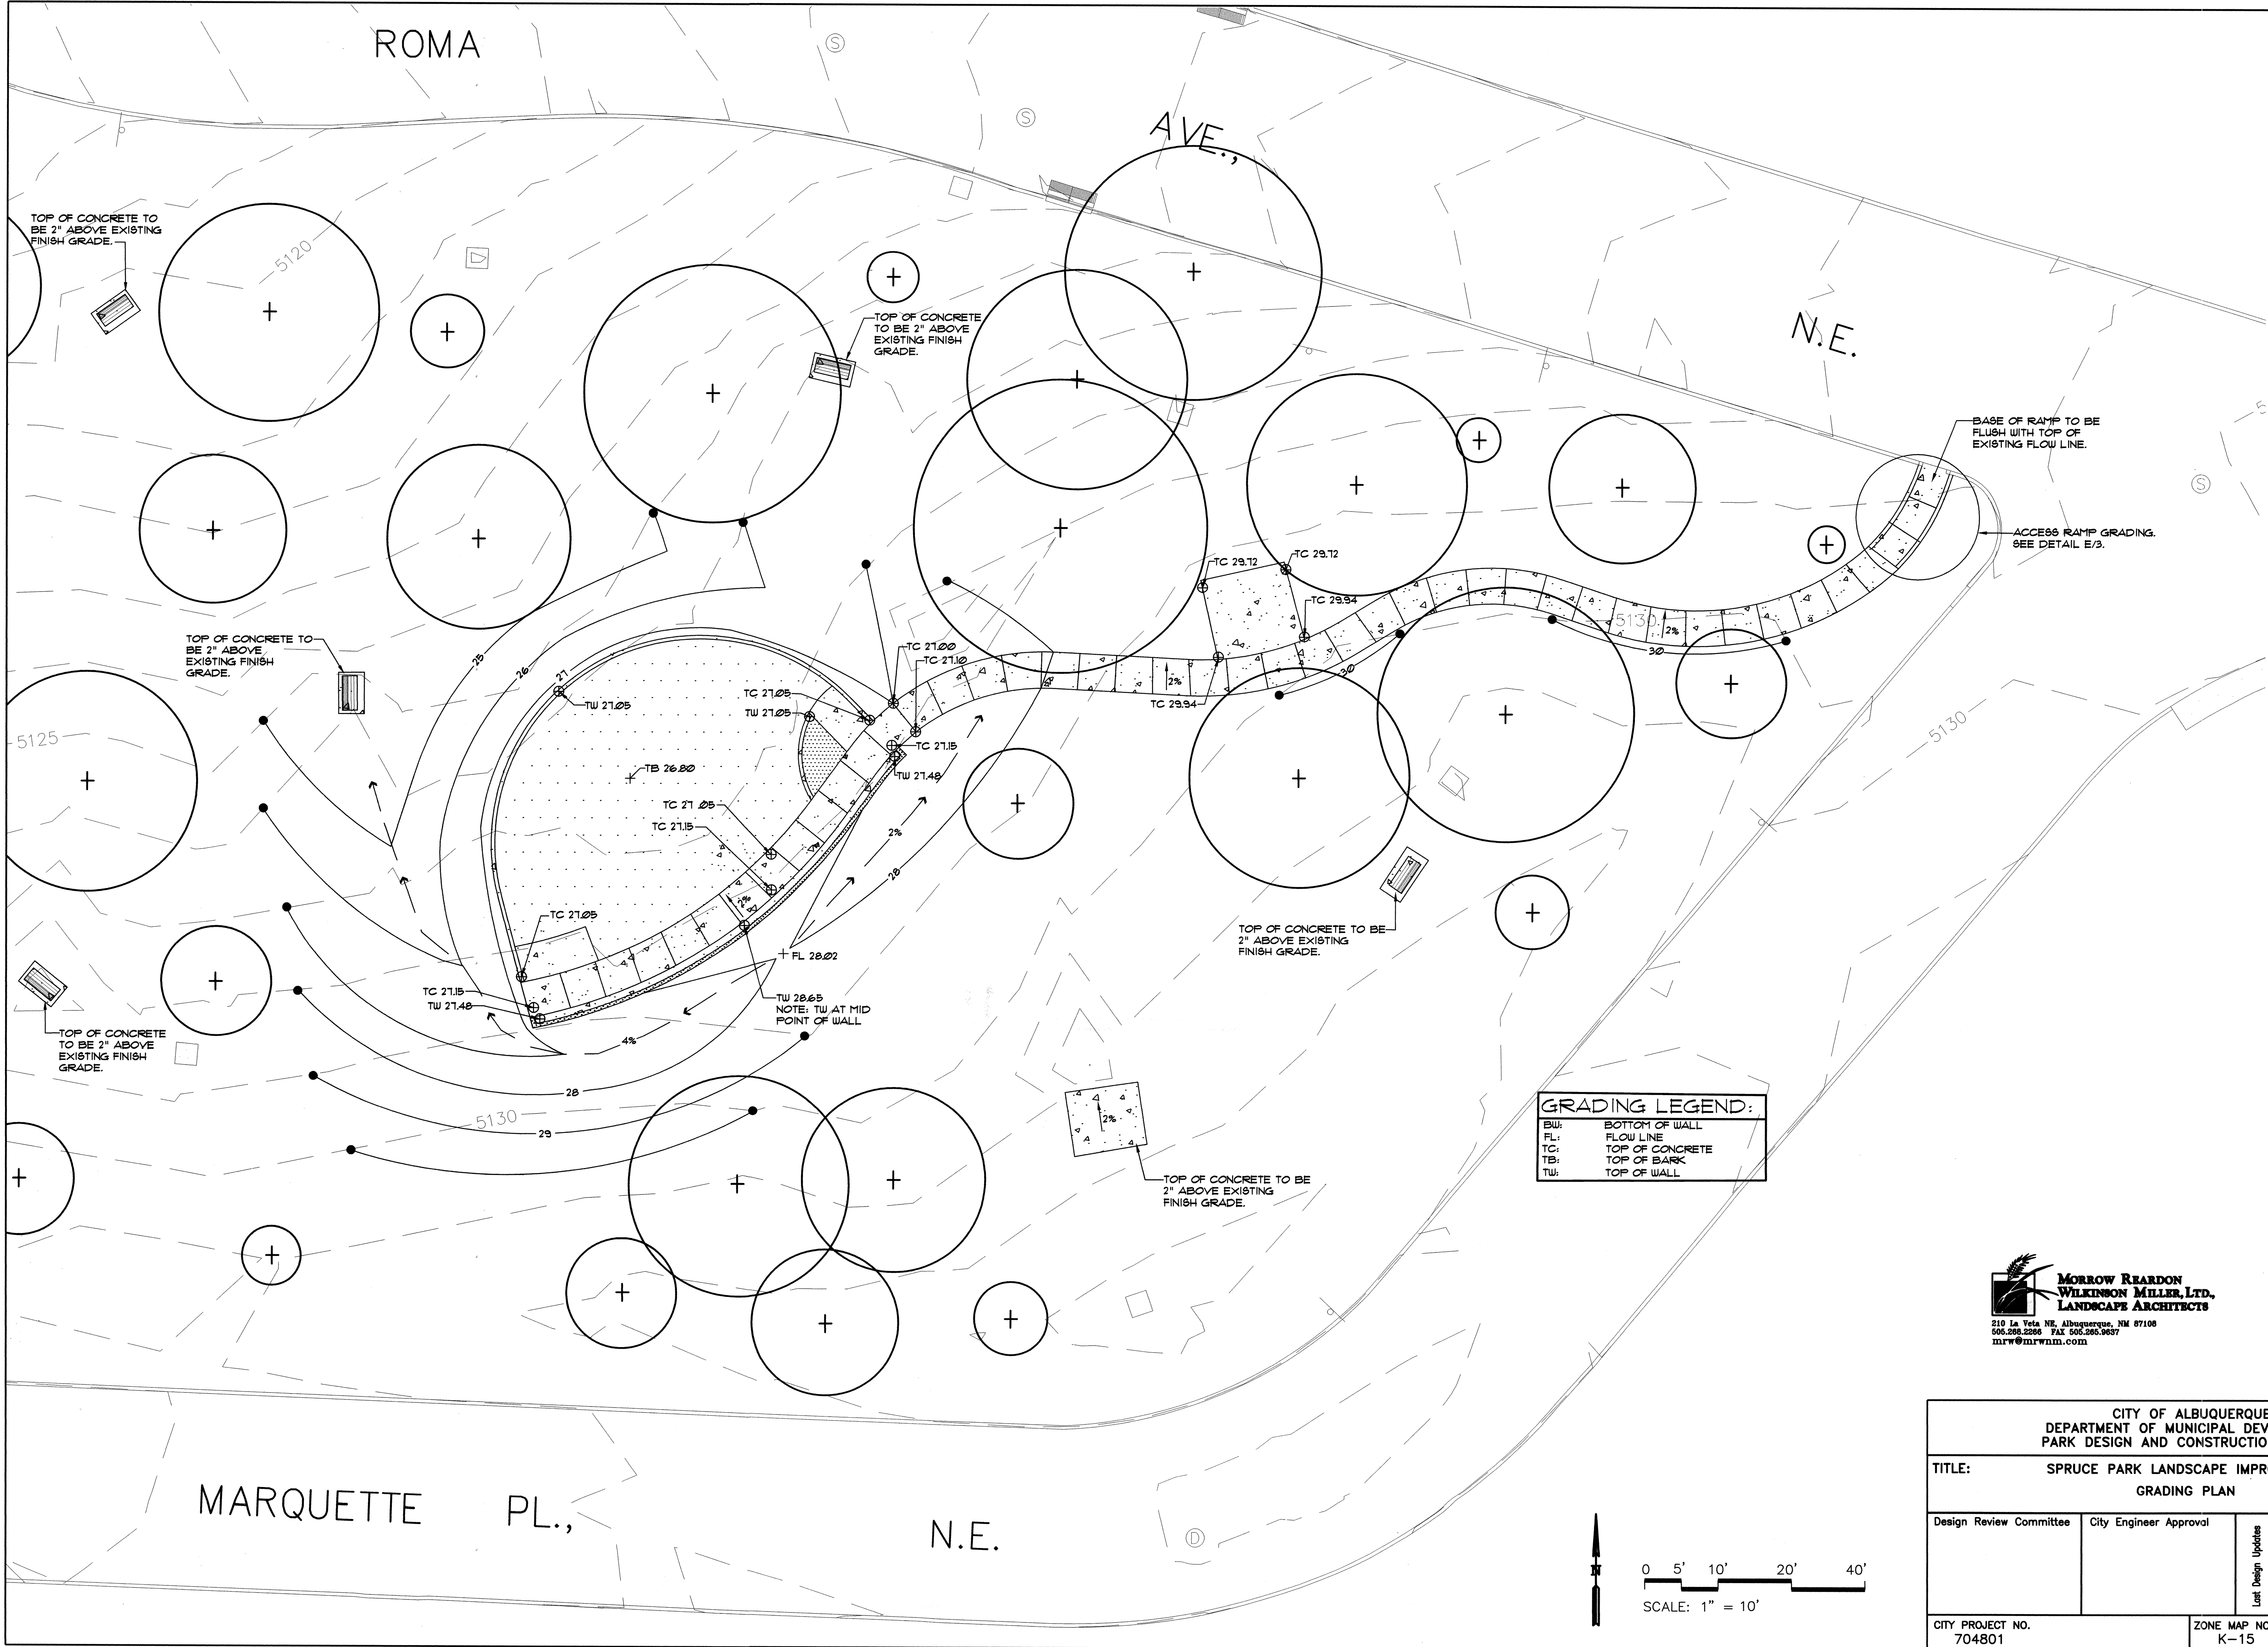 ROMA
AVE.,
N.E.
S
S
S
TOP OF CONCRETE TO
BE 2" ABOVE EXISTING
FINISH GRADE.
5120
TOP OF CONCRETE
TO BE 2" ABOVE
EXISTING FINISH
GRADE.
BASE OF RAMP TO BE
FLUSH WITH TOP OF
EXISTING FLOW LINE.
ACCESS RAMP GRADING.
SEE DETAIL E/3.
TC 29.72
TC 29.72
TC 29.94
TC 29.94
5130
2%
30
30
2%
TOP OF CONCRETE TO
BE 2" ABOVE
EXISTING FINISH
GRADE.
25
26
27
TC 27.00
TC 27.10
TC 27.05
TW 27.05
TW 27.05
TC 27.15
TW 27.48
5125
5130
TB 26.80
TC 27.05
TC 27.15
2%
28
2%
TC 27.05
FL 28.02
TC 27.15
TW 27.48
TW 28.65
NOTE: TW AT MID
POINT OF WALL
4%
TOP OF CONCRETE TO BE
2" ABOVE EXISTING
FINISH GRADE.
TOP OF CONCRETE
TO BE 2" ABOVE
EXISTING FINISH
GRADE.
28
5130
29
2%
TOP OF CONCRETE TO BE
2" ABOVE EXISTING
FINISH GRADE.
GRADING LEGEND:
BW: BOTTOM OF WALL
FL: FLOW LINE
TC: TOP OF CONCRETE
TB: TOP OF BARK
TW: TOP OF WALL
MORROW REARDON
WILKINSON MILLER, LTD.,
LANDSCAPE ARCHITECTS
210 La Veta NE, Albuquerque, NM 87108
505.268.2266 FAX 505.265.9637
mrw@mrwnm.com
MARQUETTE PL.,
N.E.
D
N
0 5' 10' 20' 40'
SCALE: 1" = 10'
CITY OF ALBUQUERQUE
DEPARTMENT OF MUNICIPAL DEV
PARK DESIGN AND CONSTRUCTIO
TITLE: SPRUCE PARK LANDSCAPE IMPR
GRADING PLAN
Design Review Committee
City Engineer Approval
Last Design Updates
CITY PROJECT NO.
704801
ZONE MAP NO
K-15